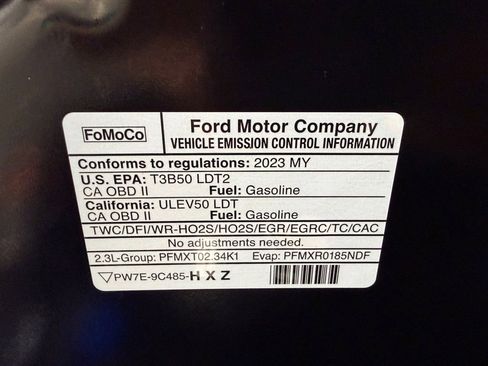 FoMoCo
Ford Motor Company
VEHICLE EMISSION CONTROL INFORMATION
Conforms to regulations: 2023 MY
U.S. EPA: T3B50 LDT2
CA OBD II Fuel: Gasoline
California: ULEV50 LDT
CA OBD II Fuel: Gasoline
TWC/DFI/WR-HO2S/HO2S/EGR/EGRC/TC/CAC
No adjustments needed.
2.3L-Group: PFMXT02.34K1 Evap: PFMXR0185NDF
PW7E-9C485-H X Z